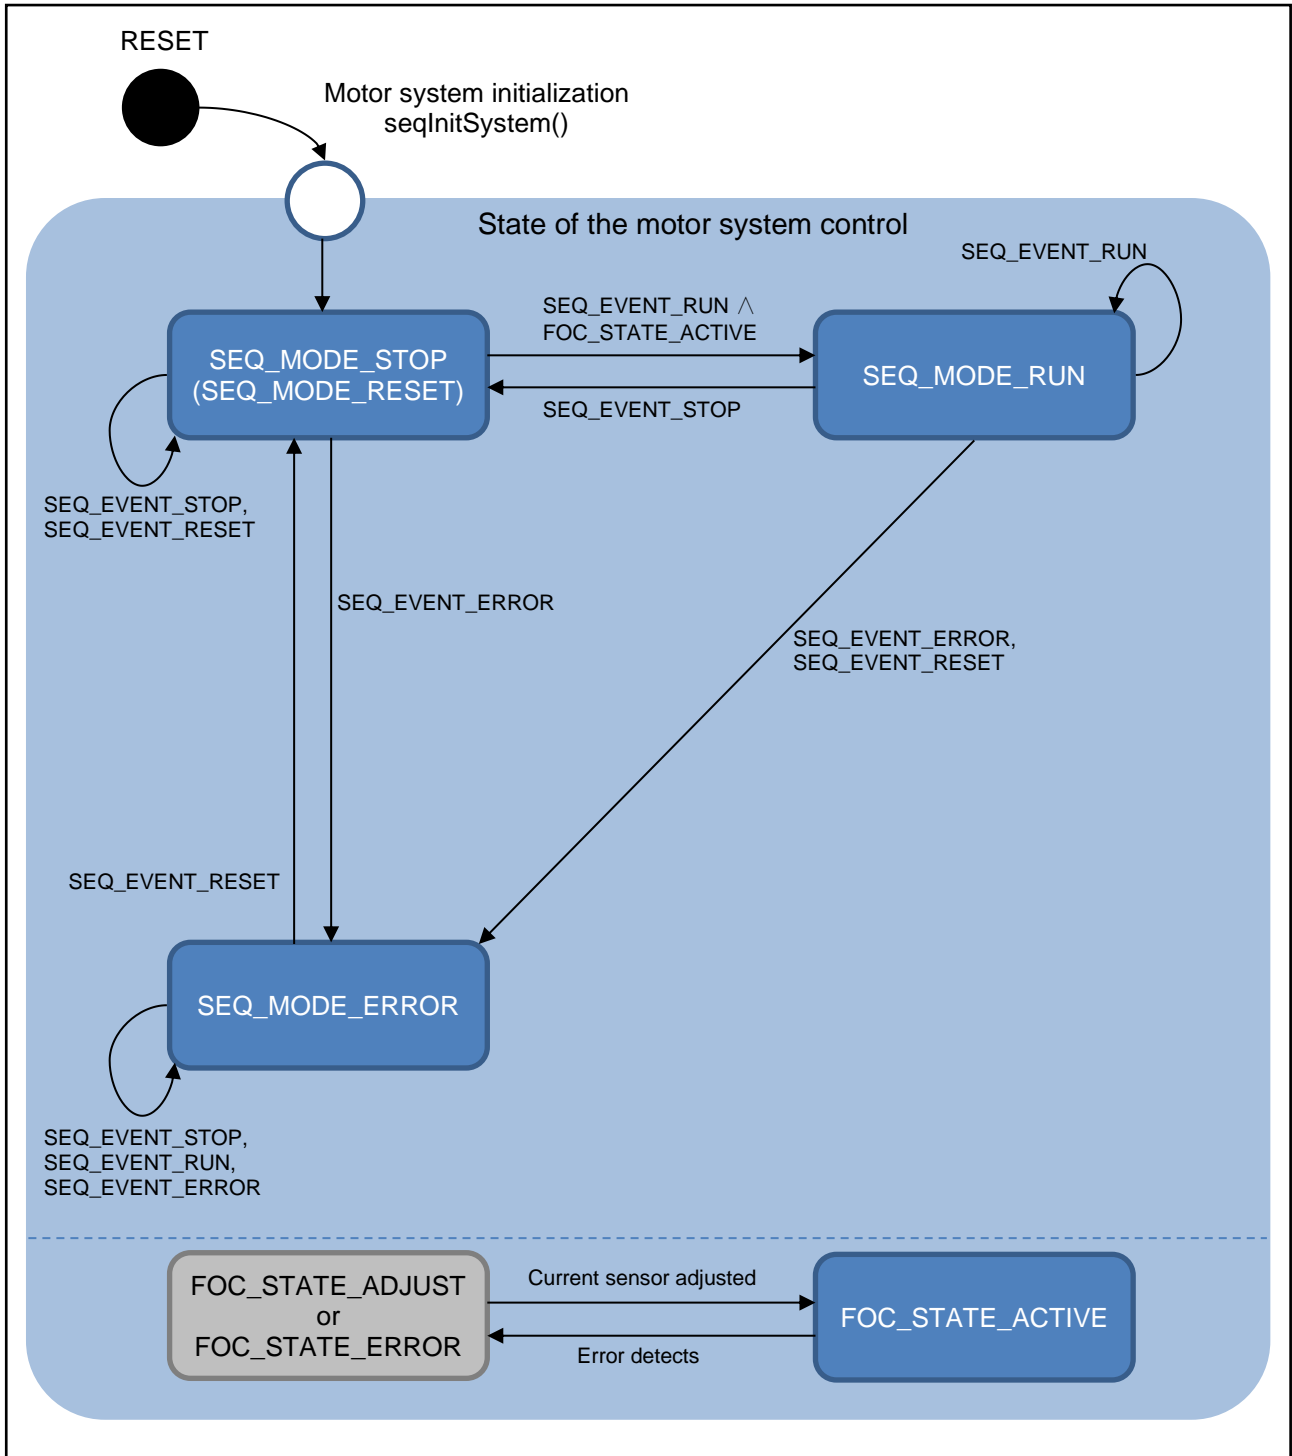 RESET
Motor system initialization
seqInitSystem()
State of the motor system control
SEQ_EVENT_RUN
SEQ_EVENT_RUN ∧
FOC_STATE_ACTIVE
SEQ_MODE_STOP
(SEQ_MODE_RESET)
SEQ_MODE_RUN
SEQ_EVENT_STOP
SEQ_EVENT_STOP,
SEQ_EVENT_RESET
SEQ_EVENT_ERROR
SEQ_EVENT_ERROR,
SEQ_EVENT_RESET
SEQ_EVENT_RESET
SEQ_MODE_ERROR
SEQ_EVENT_STOP,
SEQ_EVENT_RUN,
SEQ_EVENT_ERROR
FOC_STATE_ADJUST
or
FOC_STATE_ERROR
Current sensor adjusted
Error detects
FOC_STATE_ACTIVE